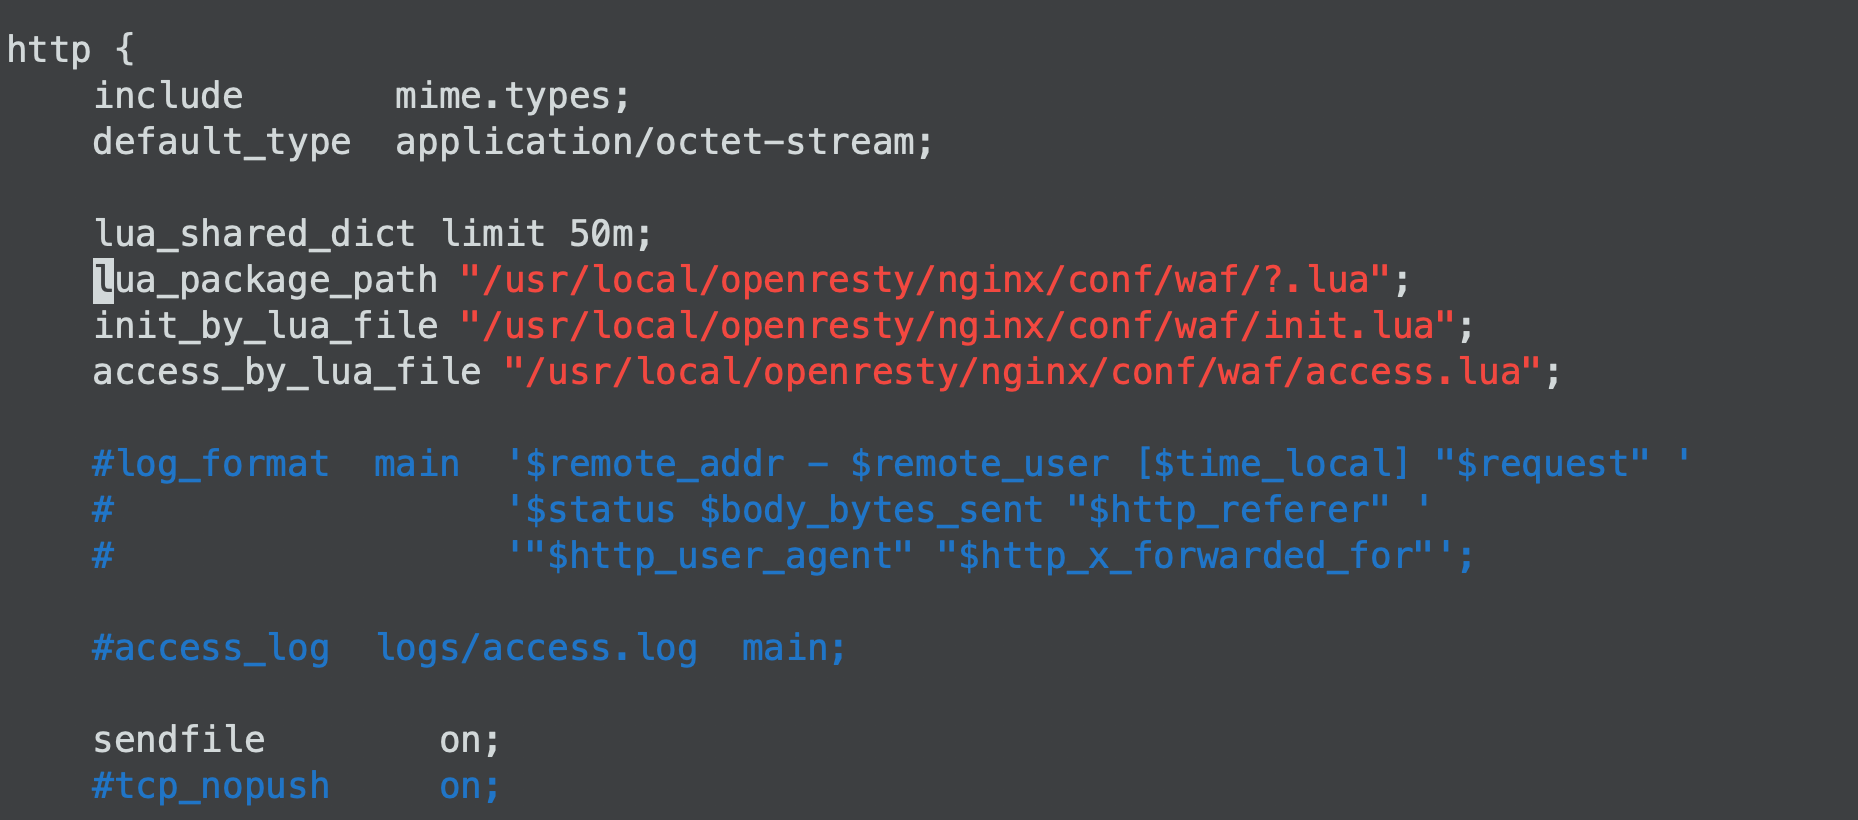 http {
    include       mime.types;
    default_type  application/octet-stream;

    lua_shared_dict limit 50m;
    lua_package_path "/usr/local/openresty/nginx/conf/waf/?.lua";
    init_by_lua_file "/usr/local/openresty/nginx/conf/waf/init.lua";
    access_by_lua_file "/usr/local/openresty/nginx/conf/waf/access.lua";

    #log_format  main  '$remote_addr - $remote_user [$time_local] "$request" '
    #                  '$status $body_bytes_sent "$http_referer" '
    #                  '"$http_user_agent" "$http_x_forwarded_for"';

    #access_log  logs/access.log  main;

    sendfile        on;
    #tcp_nopush     on;